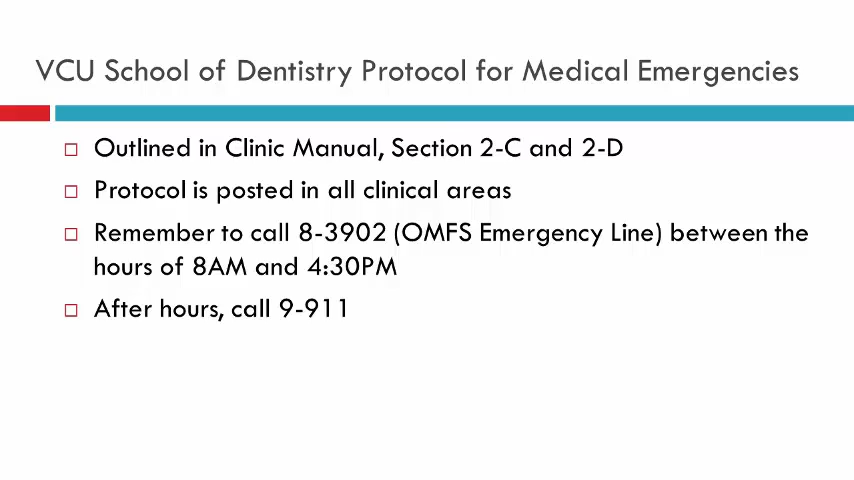 VCU School of Dentistry Protocol for Medical Emergencies
Outlined in Clinic Manual, Section 2-C and 2-D
Protocol is posted in all clinical areas
Remember to call 8-3902 (OMFS Emergency Line) between the
hours of 8AM and 4:30PM
After hours, call 9-911